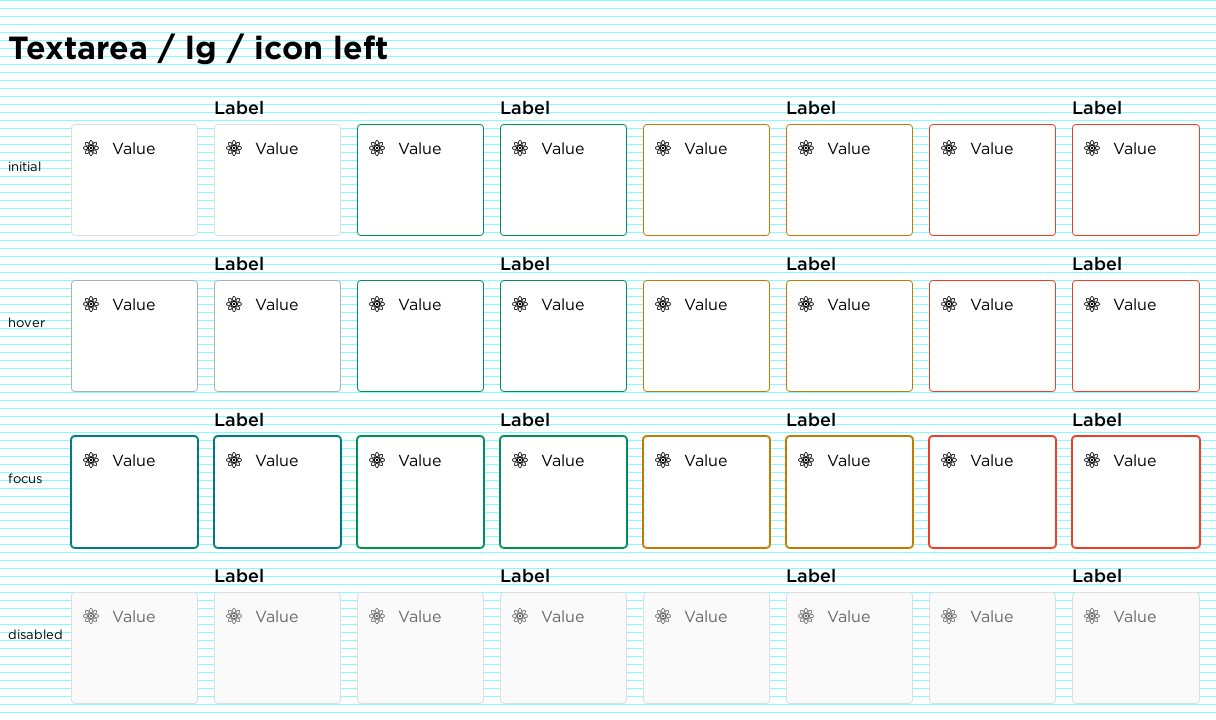 Textarea / lg / icon left
Label Label Label Label
initial Value Value Value Value Value Value Value Value
Label Label Label Label
hover Value Value Value Value Value Value Value Value
Label Label Label Label
focus Value Value Value Value Value Value Value Value
Label Label Label Label
disabled Value Value Value Value Value Value Value Value